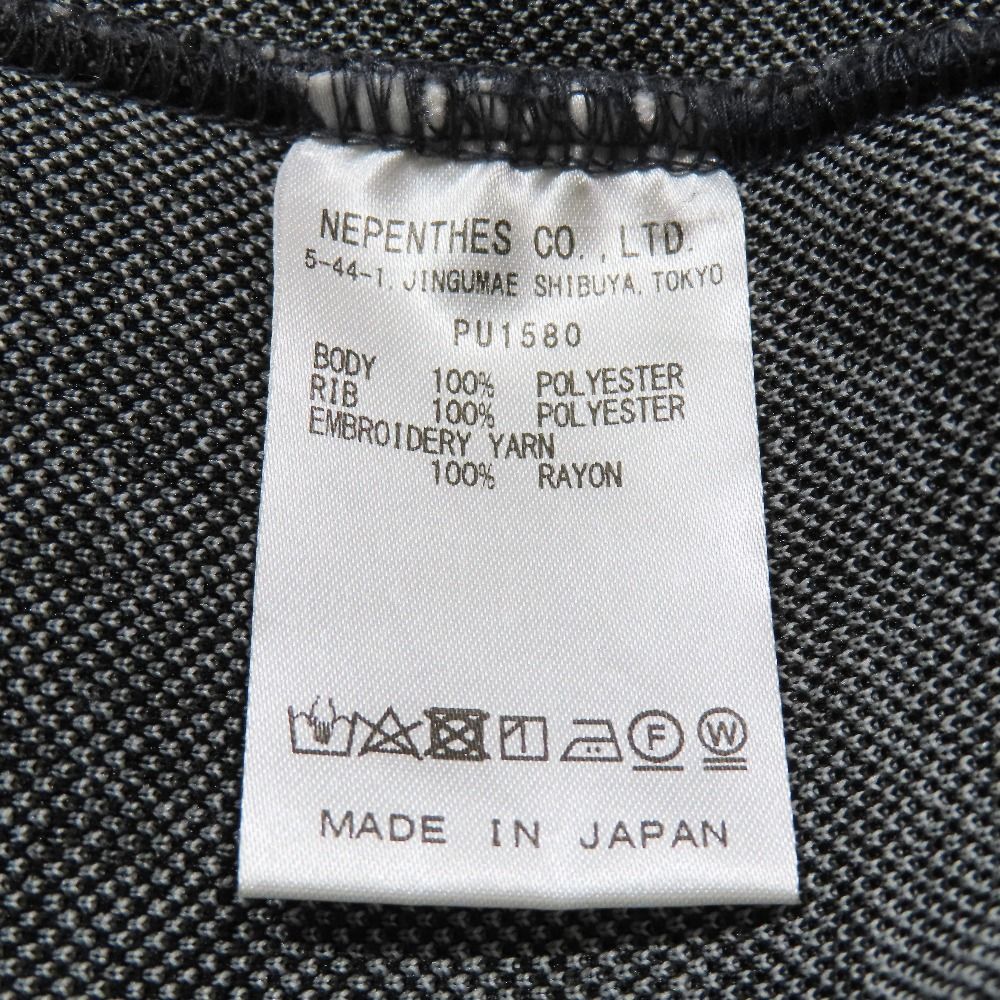 NEPENTHES CO., LTD.
5-44-1, JINGUMAE SHIBUYA, TOKYO
PU1580
BODY 100% POLYESTER
RIB 100% POLYESTER
EMBROIDERY YARN
100% RAYON
F W
MADE IN JAPAN